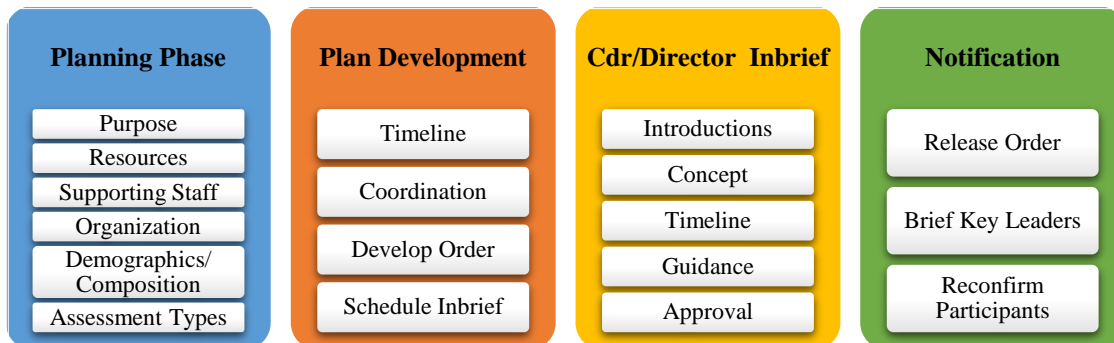 Planning Phase
Purpose
Resources
Supporting Staff
Organization
Demographics/
Composition
Assessment Types
Plan Development
Timeline
Coordination
Develop Order
Schedule Inbrief
Cdr/Director Inbrief
Introductions
Concept
Timeline
Guidance
Approval
Notification
Release Order
Brief Key Leaders
Reconfirm
Participants